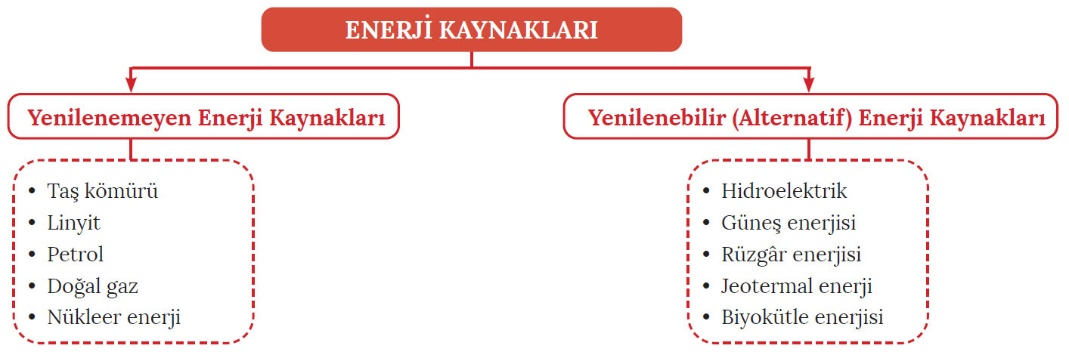 ENERJİ KAYNAKLARI
Yenilenemeyen Enerji Kaynakları
• Taş kömürü
• Linyit
• Petrol
• Doğal gaz
• Nükleer enerji
Yenilenebilir (Alternatif) Enerji Kaynakları
• Hidroelektrik
• Güneş enerjisi
• Rüzgâr enerjisi
• Jeotermal enerji
• Biyokütle enerjisi